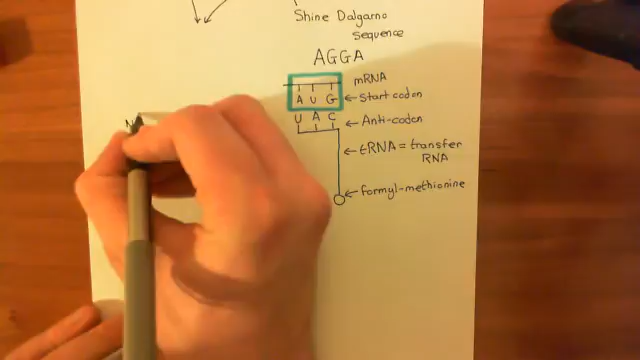 Shine Dalgarno
Sequence
AGGA
mRNA
A U G ← Start codon
U A C ← Anti-codon
← tRNA = transfer
RNA
← formyl-methionine
N